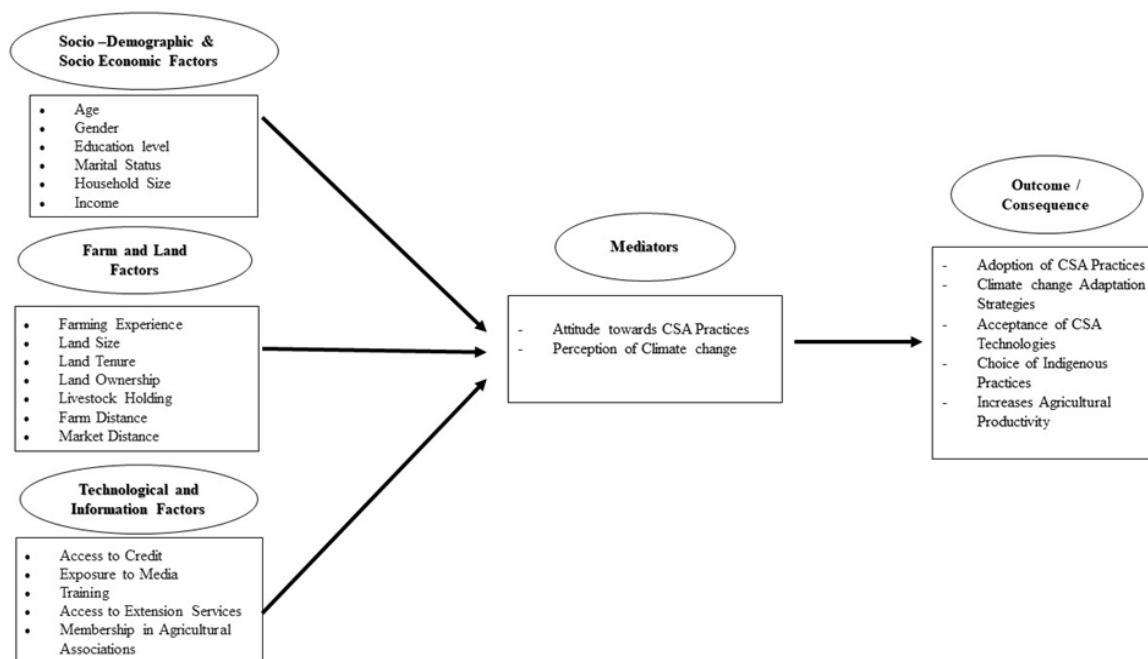 Socio –Demographic &
Socio Economic Factors
• Age
• Gender
• Education level
• Marital Status
• Household Size
• Income
Farm and Land
Factors
• Farming Experience
• Land Size
• Land Tenure
• Land Ownership
• Livestock Holding
• Farm Distance
• Market Distance
Technological and
Information Factors
• Access to Credit
• Exposure to Media
• Training
• Access to Extension Services
• Membership in Agricultural
Associations
Mediators
- Attitude towards CSA Practices
- Perception of Climate change
Outcome /
Consequence
- Adoption of CSA Practices
- Climate change Adaptation
Strategies
- Acceptance of CSA
Technologies
- Choice of Indigenous
Practices
- Increases Agricultural
Productivity